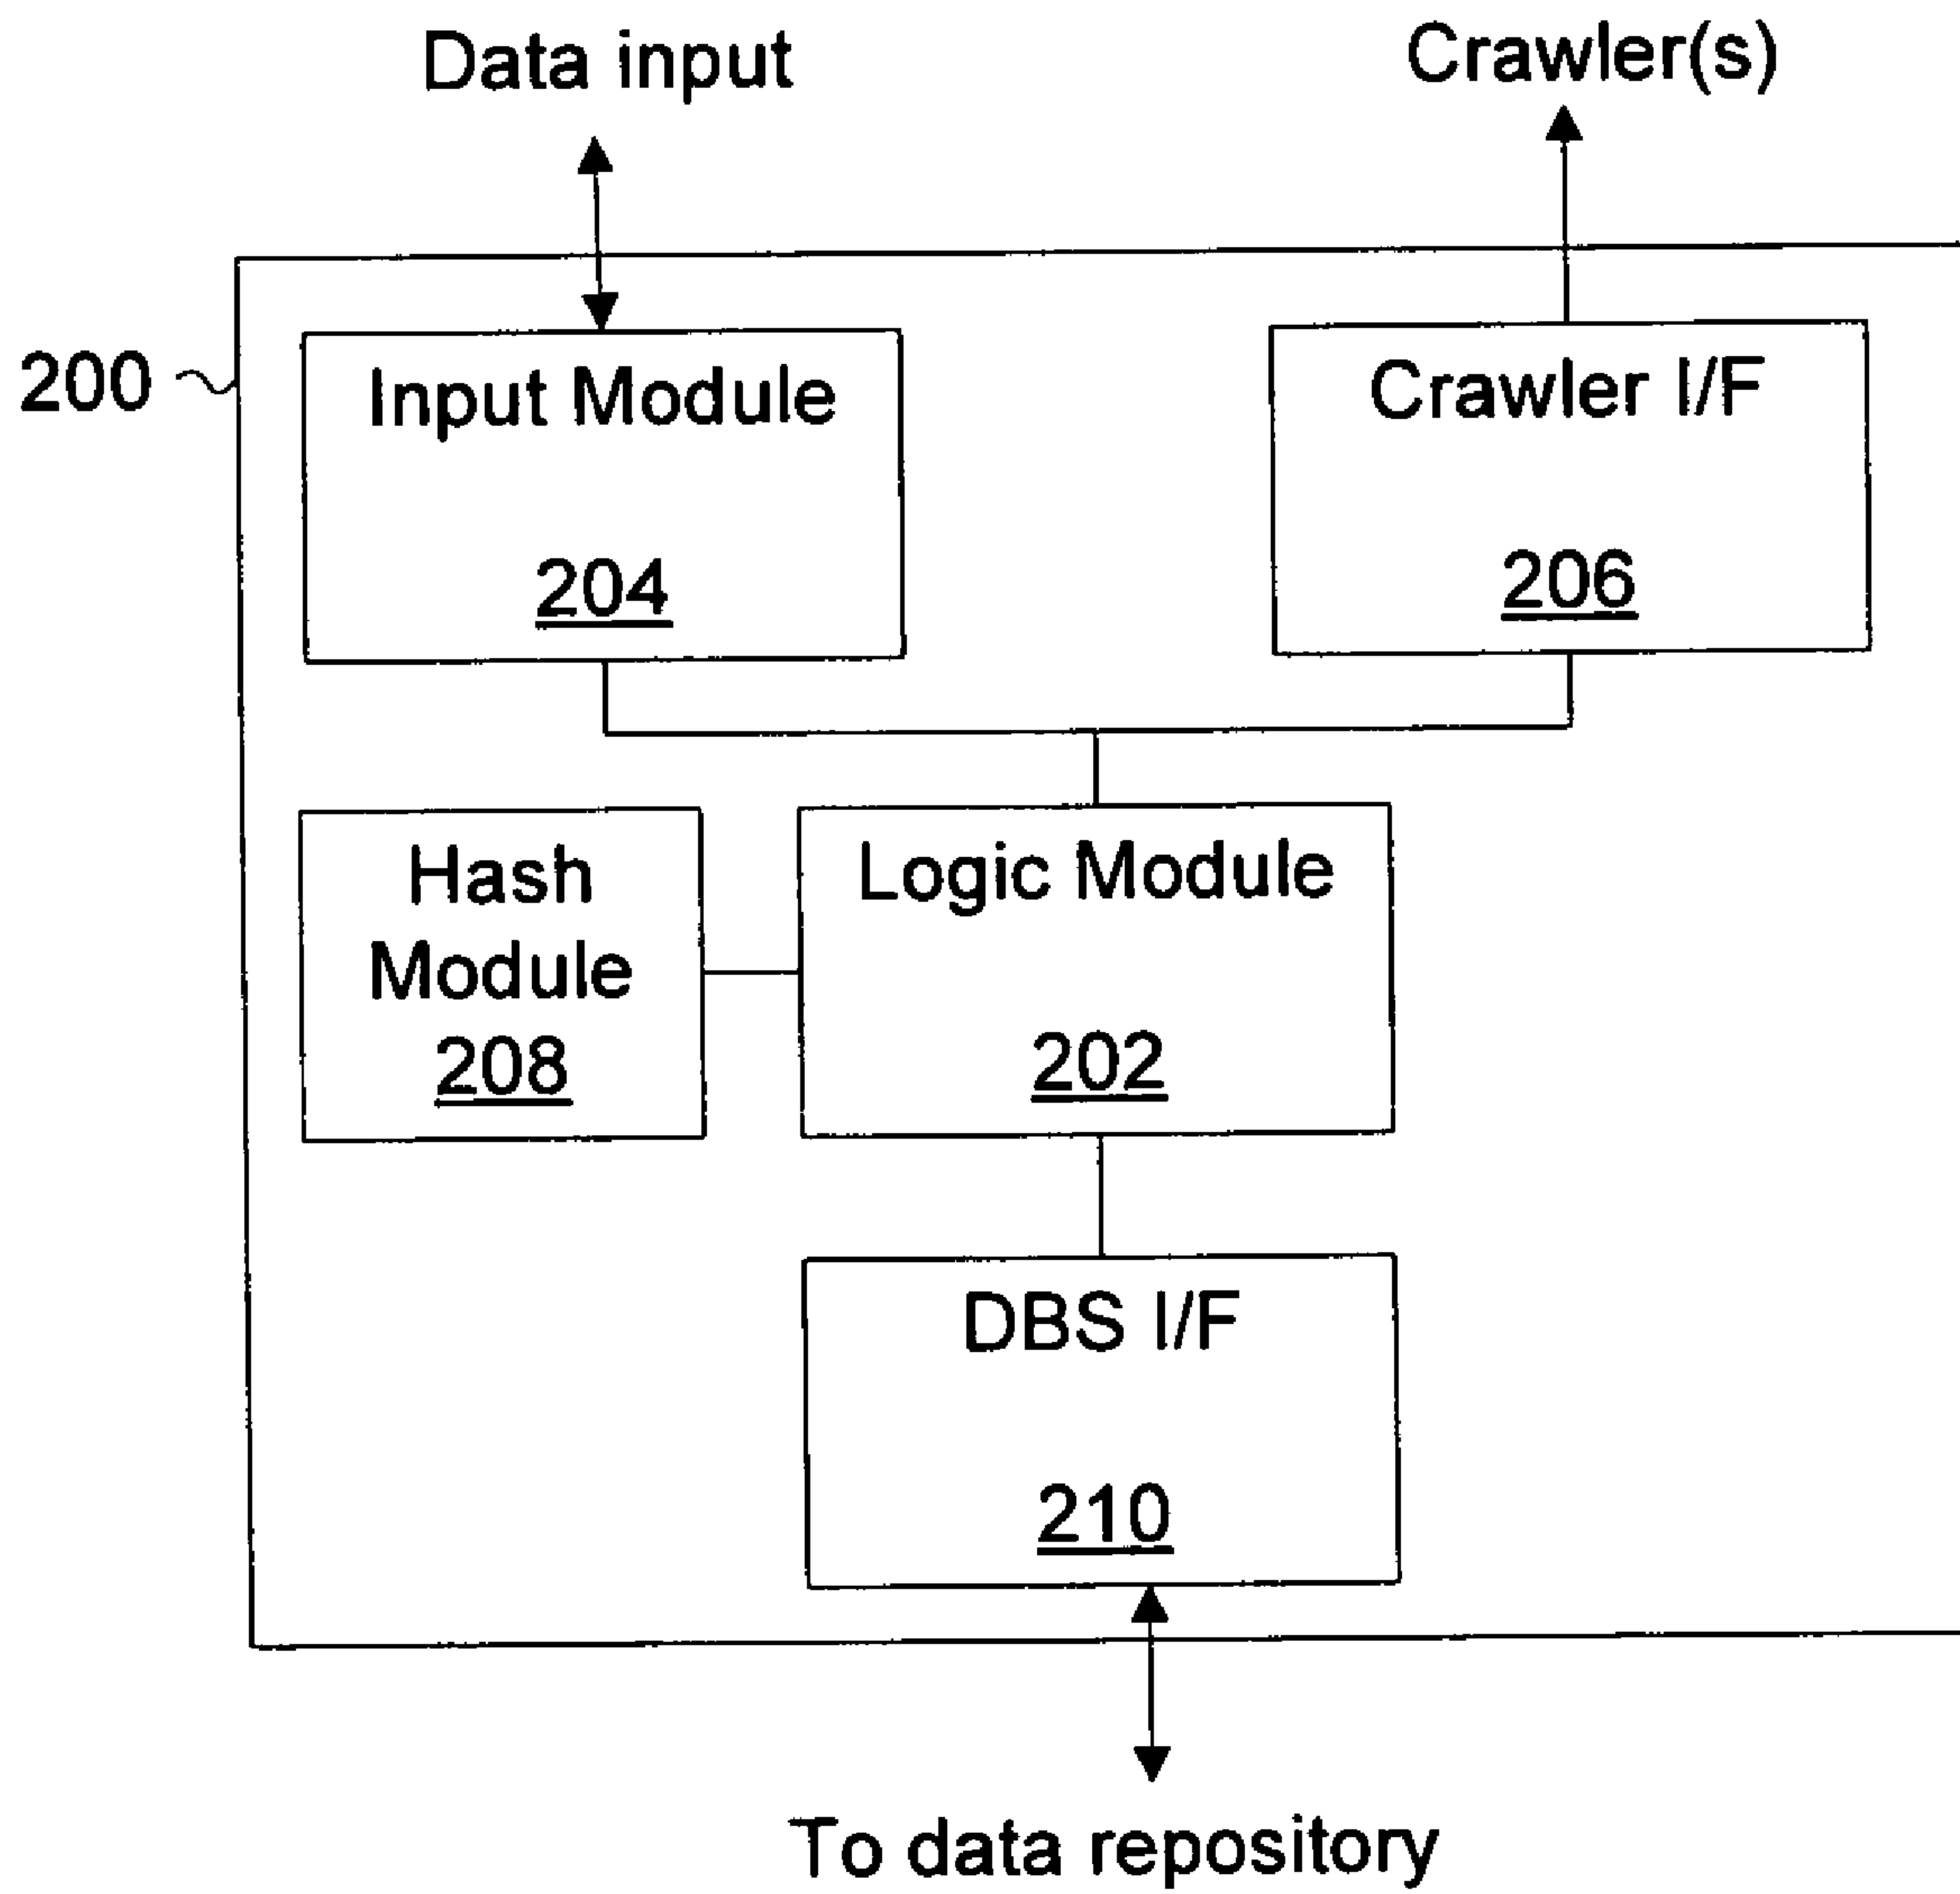 Data input
Crawler(s)
200
Input Module
204
Crawler I/F
206
Hash
Module
208
Logic Module
202
DBS I/F
210
To data repository